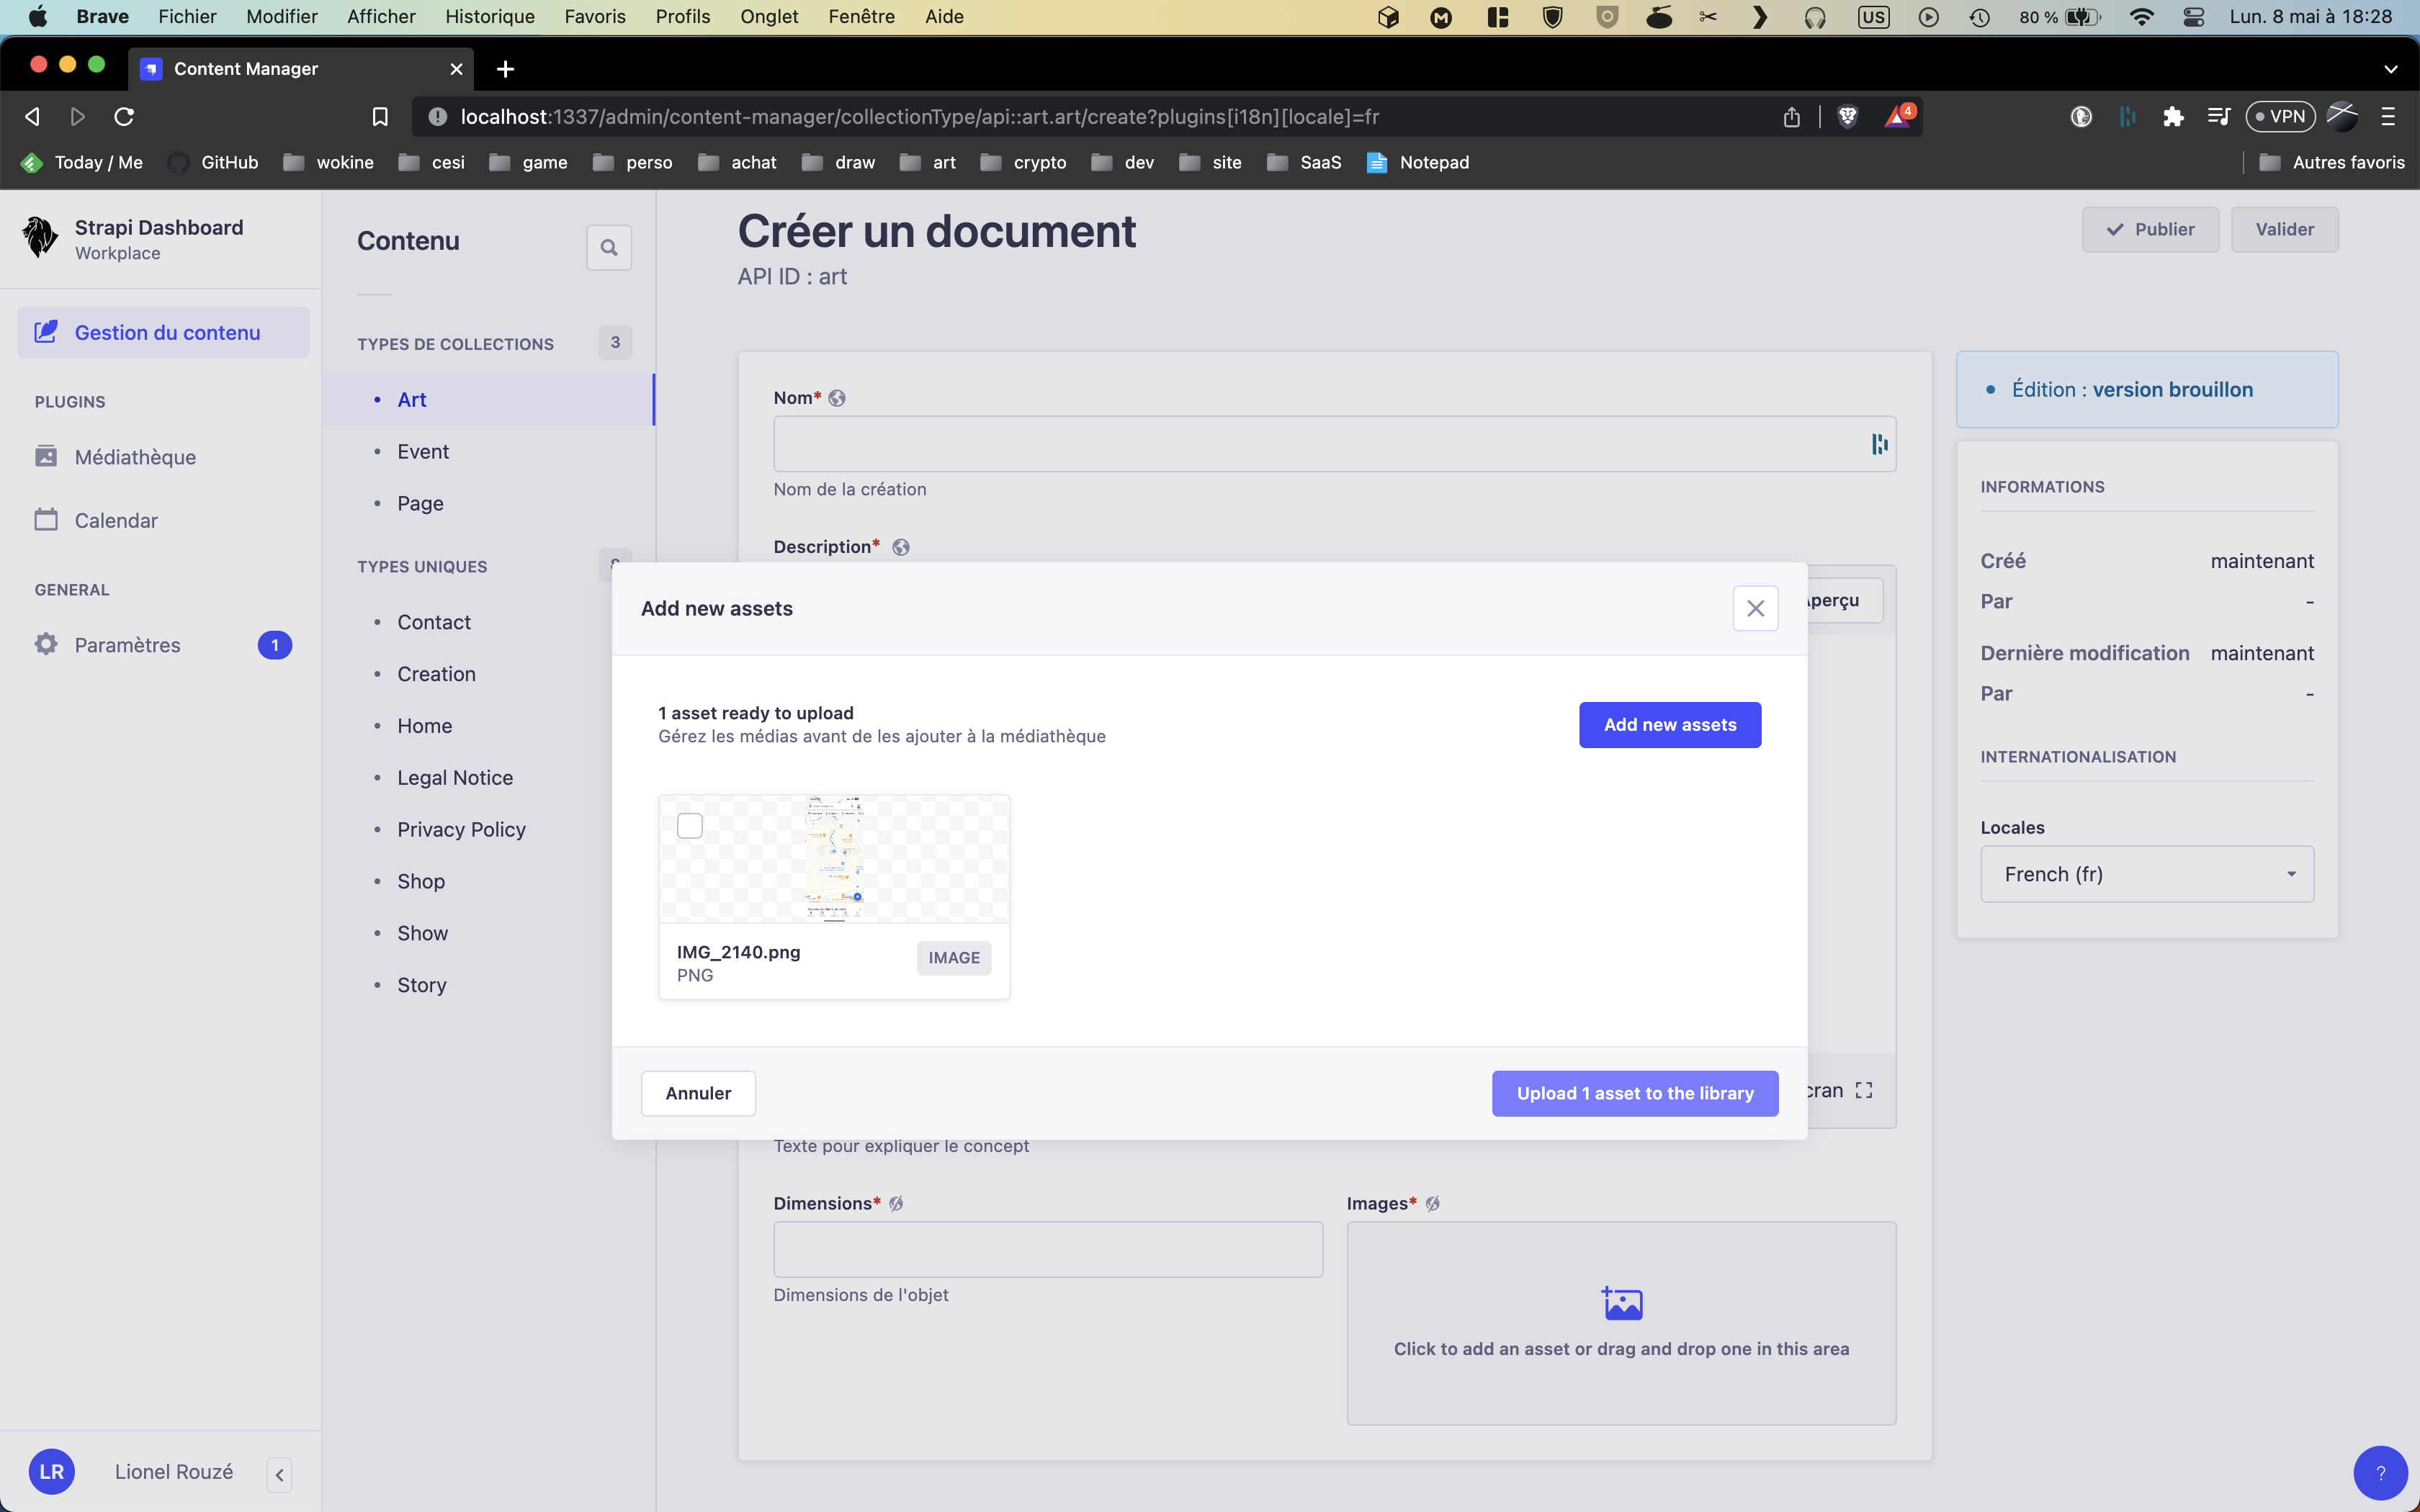 Brave Fichier Modifier Afficher Historique Favoris Profils Onglet Fenêtre Aide US 80 % Lun. 8 mai à 18:28
Content Manager
localhost:1337/admin/content-manager/collectionType/api::art.art/create?plugins[i18n][locale]=fr 4 VPN
Today / Me GitHub wokine cesi game perso achat draw art crypto dev site SaaS Notepad Autres favoris
Strapi Dashboard
Workplace
Gestion du contenu
PLUGINS
Médiathèque
Calendar
GENERAL
Paramètres 1
LR Lionel Rouzé
Contenu
TYPES DE COLLECTIONS 3
Art
Event
Page
TYPES UNIQUES
Contact
Creation
Home
Legal Notice
Privacy Policy
Shop
Show
Story
Créer un document
API ID : art
Publier
Valider
Nom*
Nom de la création
Description*
Aperçu
Add new assets
1 asset ready to upload
Gérez les médias avant de les ajouter à la médiathèque
Add new assets
IMG_2140.png
PNG
IMAGE
Annuler
Upload 1 asset to the library
cran
Texte pour expliquer le concept
Dimensions*
Dimensions de l'objet
Images*
Click to add an asset or drag and drop one in this area
Édition : version brouillon
INFORMATIONS
Créé maintenant
Par -
Dernière modification maintenant
Par -
INTERNATIONALISATION
Locales
French (fr)
?